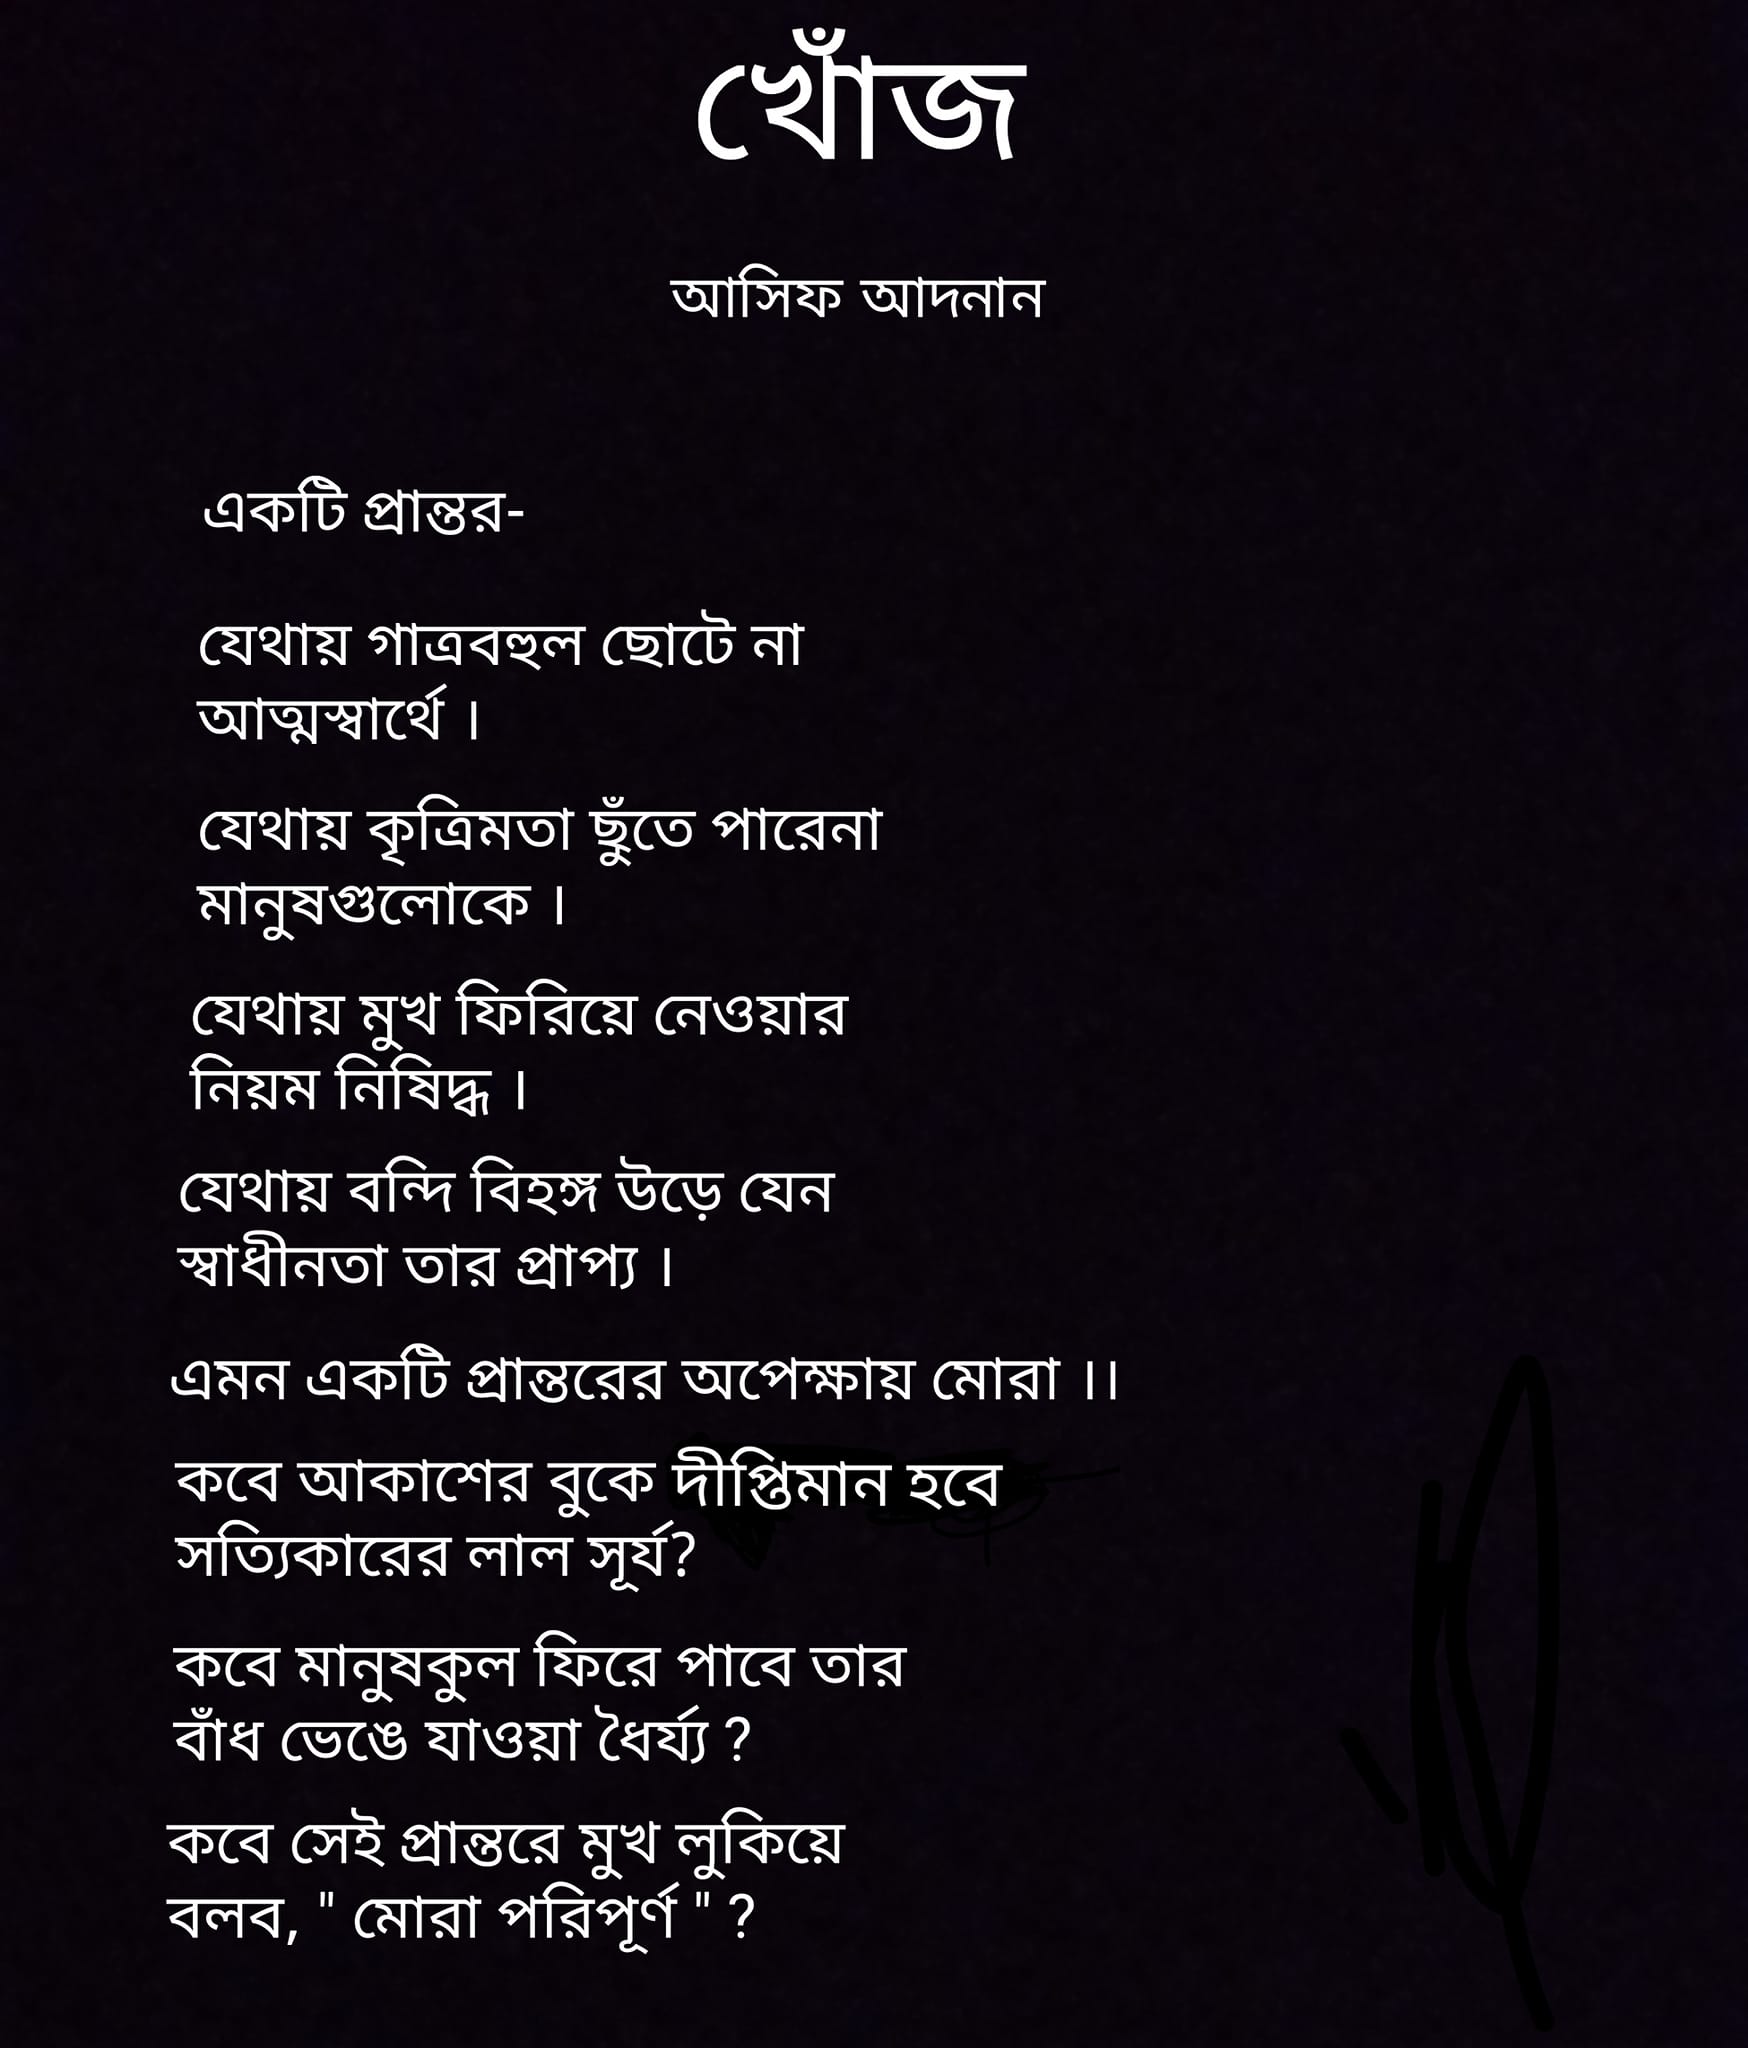 খোঁজ
আসিফ আদনান
একটি প্রান্তর-
যেথায় গাত্রবহুল ছোটে না
আত্মস্বার্থে ।
যেথায় কৃত্রিমতা ছুঁতে পারেনা
মানুষগুলোকে ।
যেথায় মুখ ফিরিয়ে নেওয়ার
নিয়ম নিষিদ্ধ ।
যেথায় বন্দি বিহঙ্গ উড়ে যেন
স্বাধীনতা তার প্রাপ্য ।
এমন একটি প্রান্তরের অপেক্ষায় মোরা ।।
কবে আকাশের বুকে দীপ্তিমান হবে
সত্যিকারের লাল সূর্য?
কবে মানুষকুল ফিরে পাবে তার
বাঁধ ভেঙে যাওয়া ধৈর্য্য ?
কবে সেই প্রান্তরে মুখ লুকিয়ে
বলব, " মোরা পরিপূর্ণ " ?